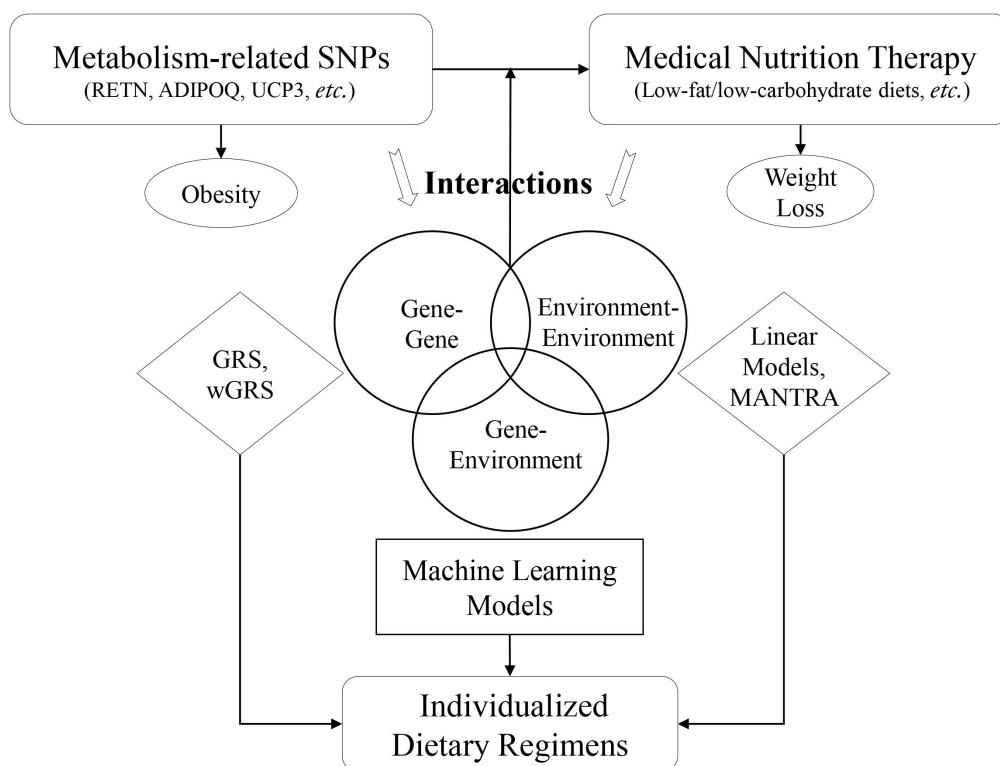 Metabolism-related SNPs
(RETN, ADIPOQ, UCP3, etc.)
Medical Nutrition Therapy
(Low-fat/low-carbohydrate diets, etc.)
Obesity
Interactions
Weight
Loss
Gene-
Gene
Environment-
Environment
GRS,
wGRS
Linear
Models,
MANTRA
Gene-
Environment
Machine Learning
Models
Individualized
Dietary Regimens